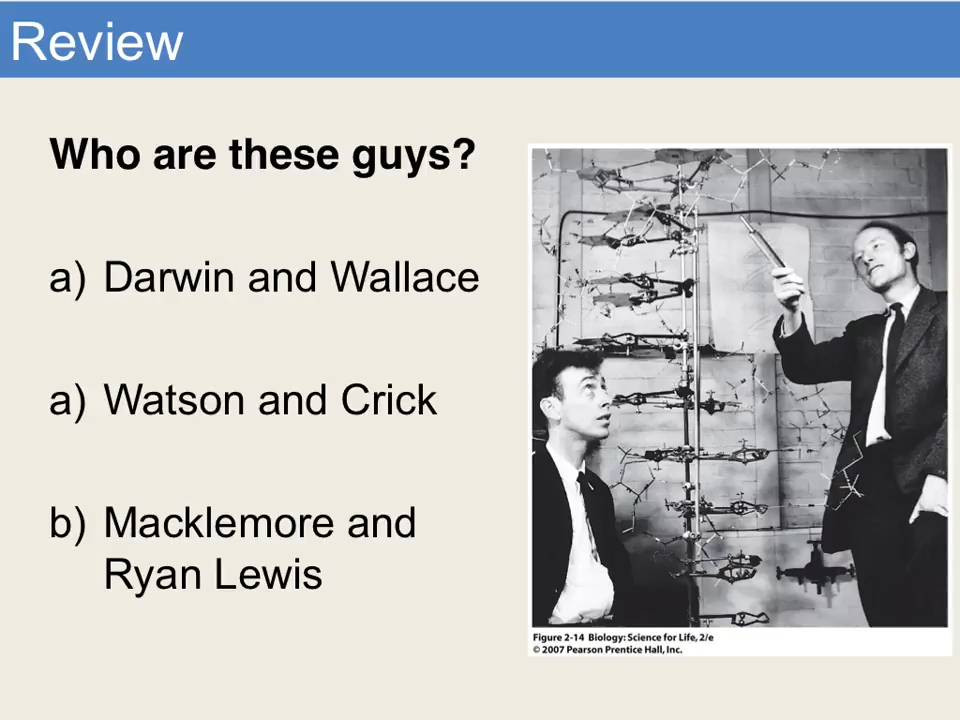 Review
Who are these guys?
a) Darwin and Wallace
a) Watson and Crick
b) Macklemore and
Ryan Lewis
Figure 2-14 Biology: Science for Life, 2/e
© 2007 Pearson Prentice Hall, Inc.